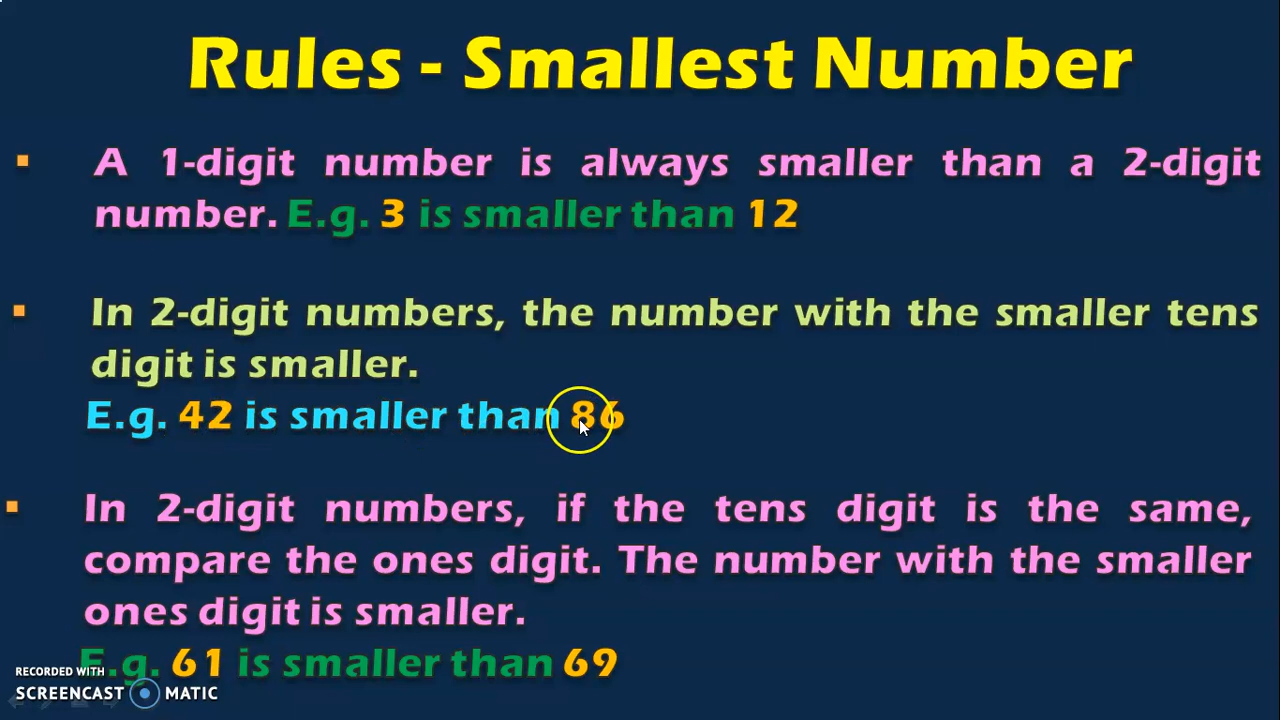 Rules - Smallest Number
A 1-digit number is always smaller than a 2-digit
number. E.g. 3 is smaller than 12
In 2-digit numbers, the number with the smaller tens
digit is smaller.
E.g. 42 is smaller than 86
In 2-digit numbers, if the tens digit is the same,
compare the ones digit. The number with the smaller
ones digit is smaller.
E.g. 61 is smaller than 69
RECORDED WITH
SCREENCAST MATIC